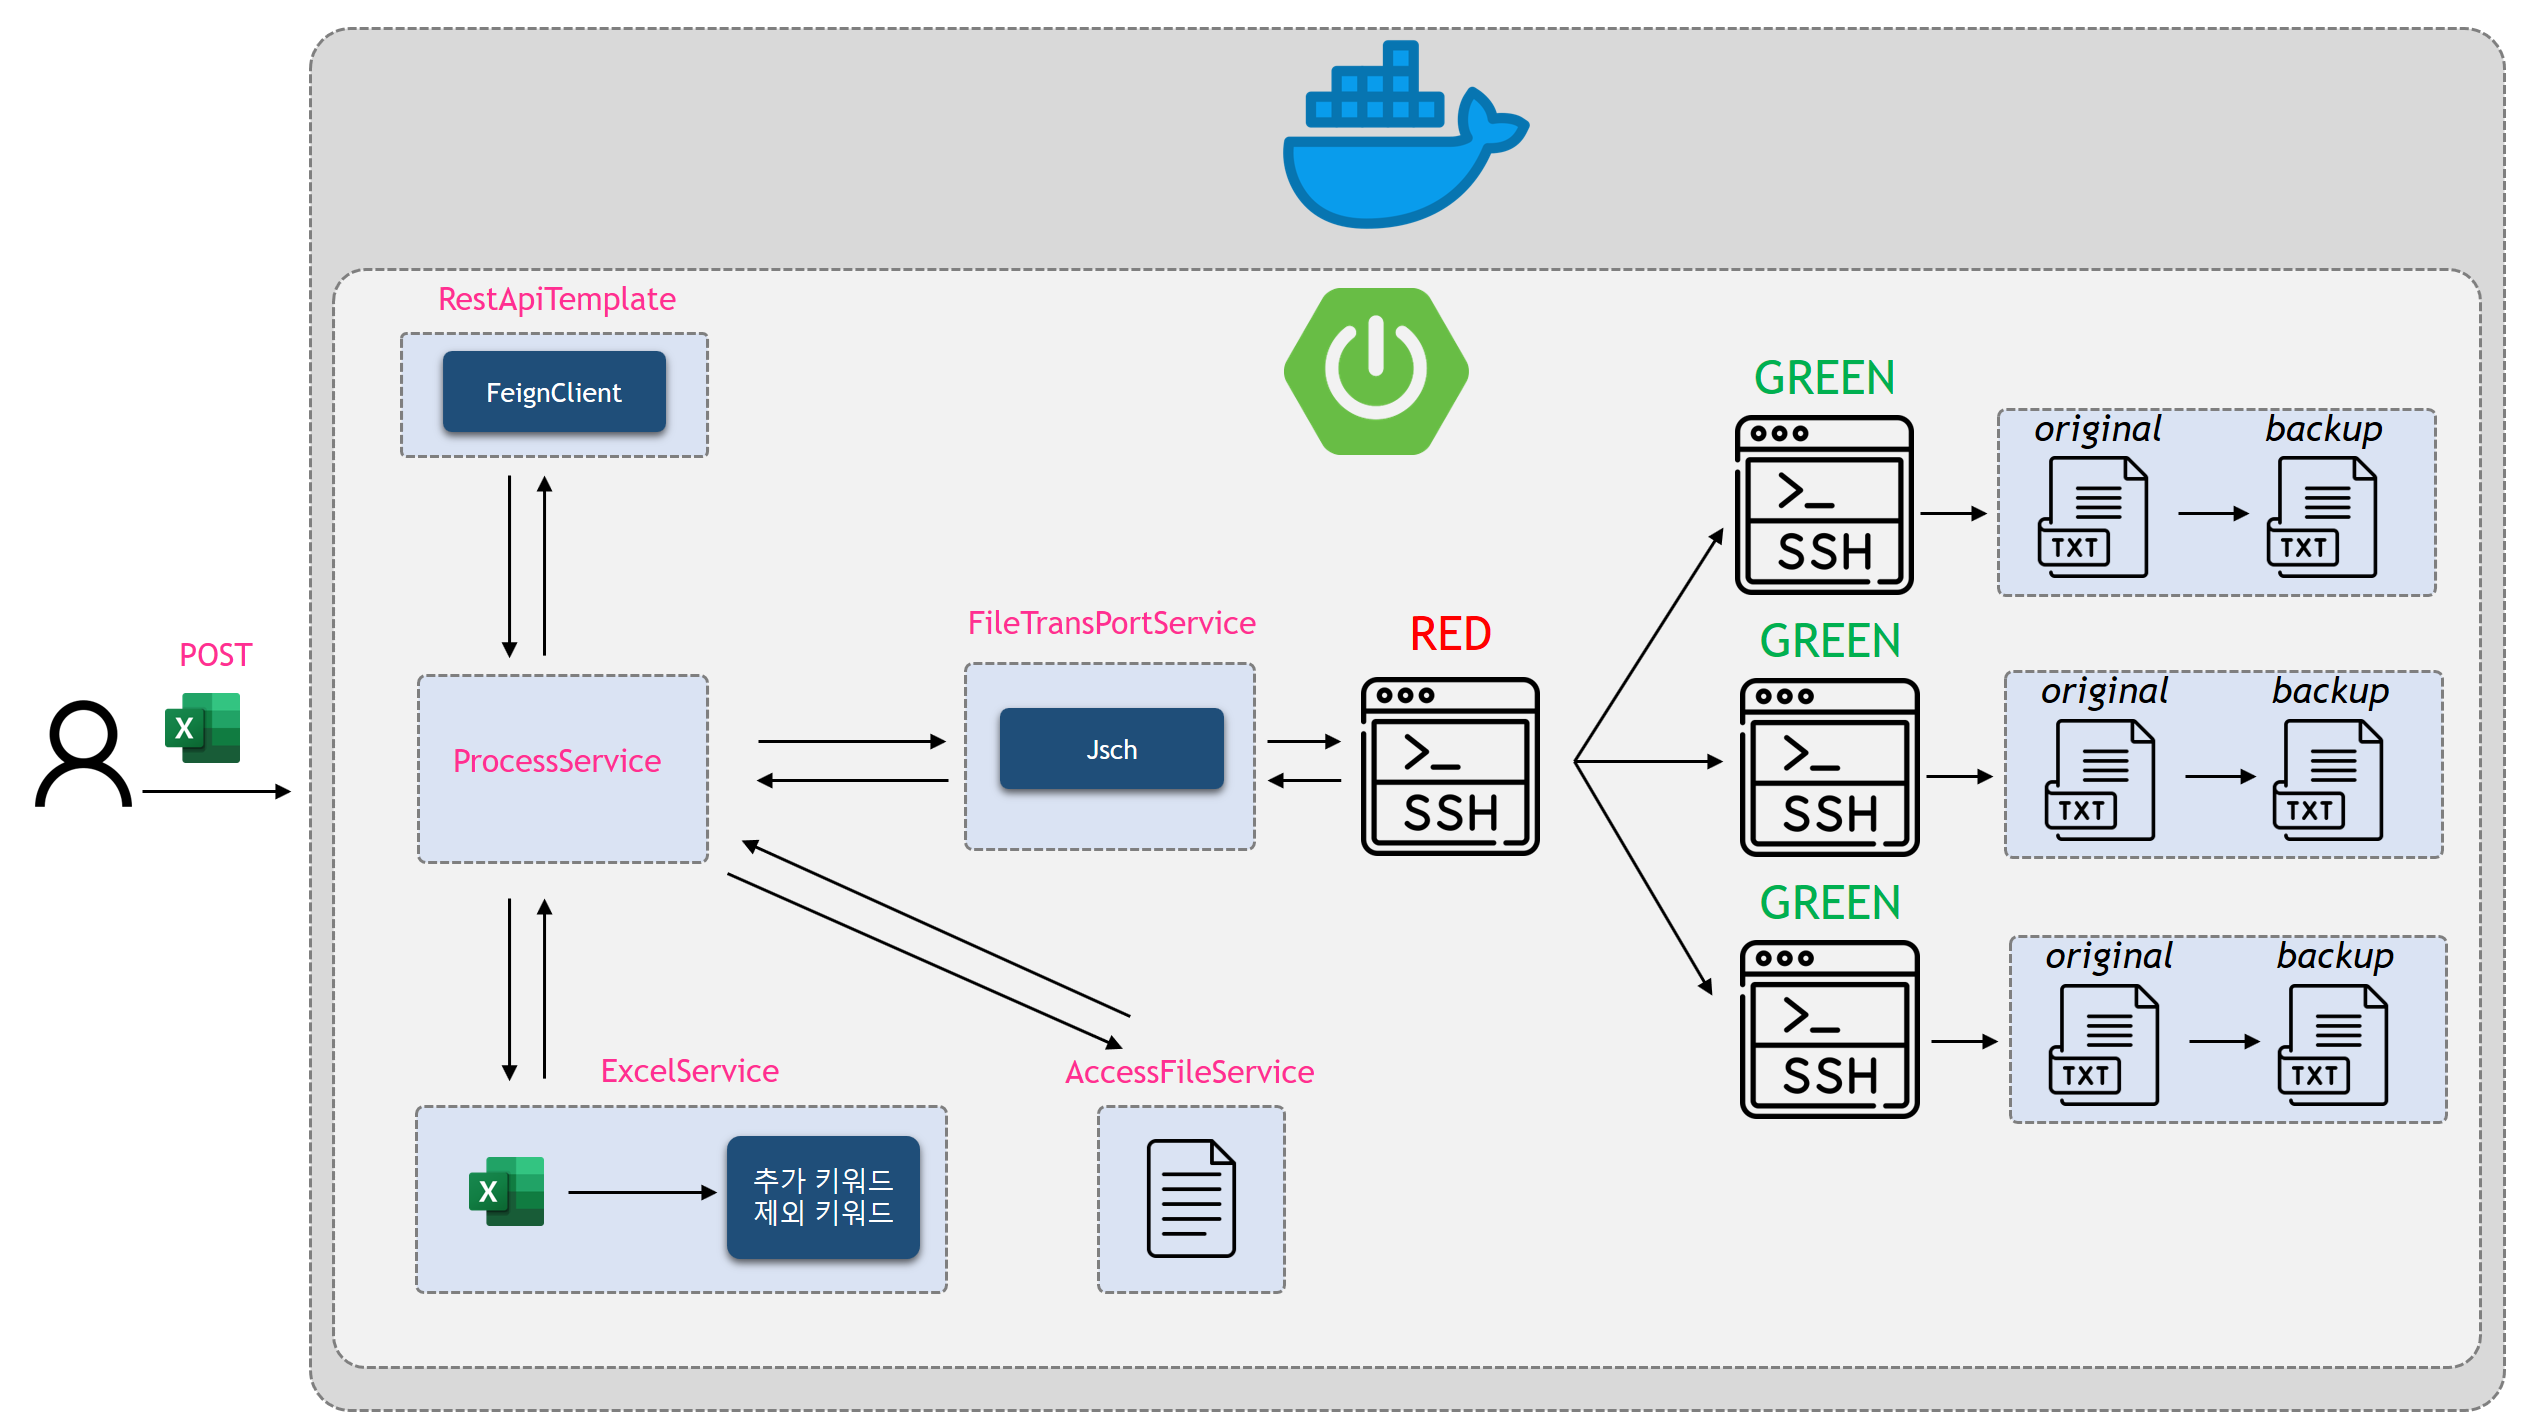 RestApiTemplate
FeignClient
POST
X
ProcessService
FileTransPortService
Jsch
RED
>_
SSH
GREEN
>_
SSH
original
backup
TXT
TXT
GREEN
>_
SSH
original
backup
TXT
TXT
GREEN
>_
SSH
original
backup
TXT
TXT
ExcelService
X
추가 키워드
제외 키워드
AccessFileService